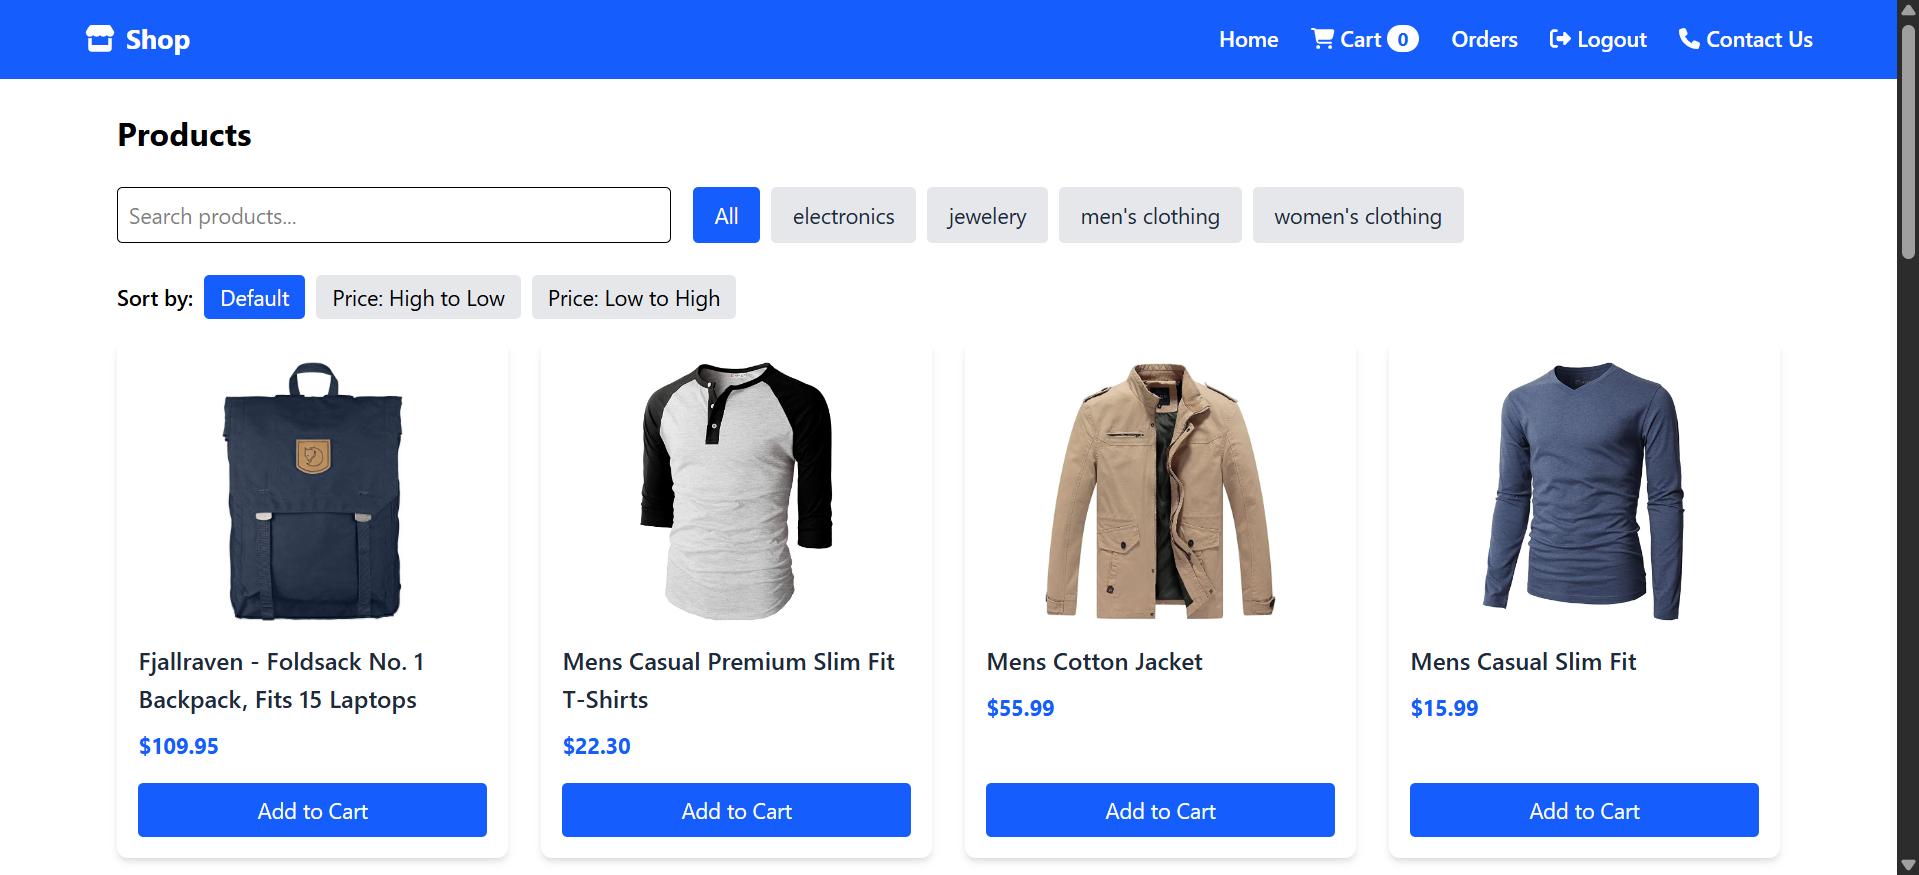 Shop
Home
Cart 0
Orders
Logout
Contact Us
Products
Search products...
All
electronics
jewelery
men's clothing
women's clothing
Sort by:
Default
Price: High to Low
Price: Low to High
Fjallraven - Foldsack No. 1
Backpack, Fits 15 Laptops
$109.95
Add to Cart
Mens Casual Premium Slim Fit
T-Shirts
$22.30
Add to Cart
Mens Cotton Jacket
$55.99
Add to Cart
Mens Casual Slim Fit
$15.99
Add to Cart